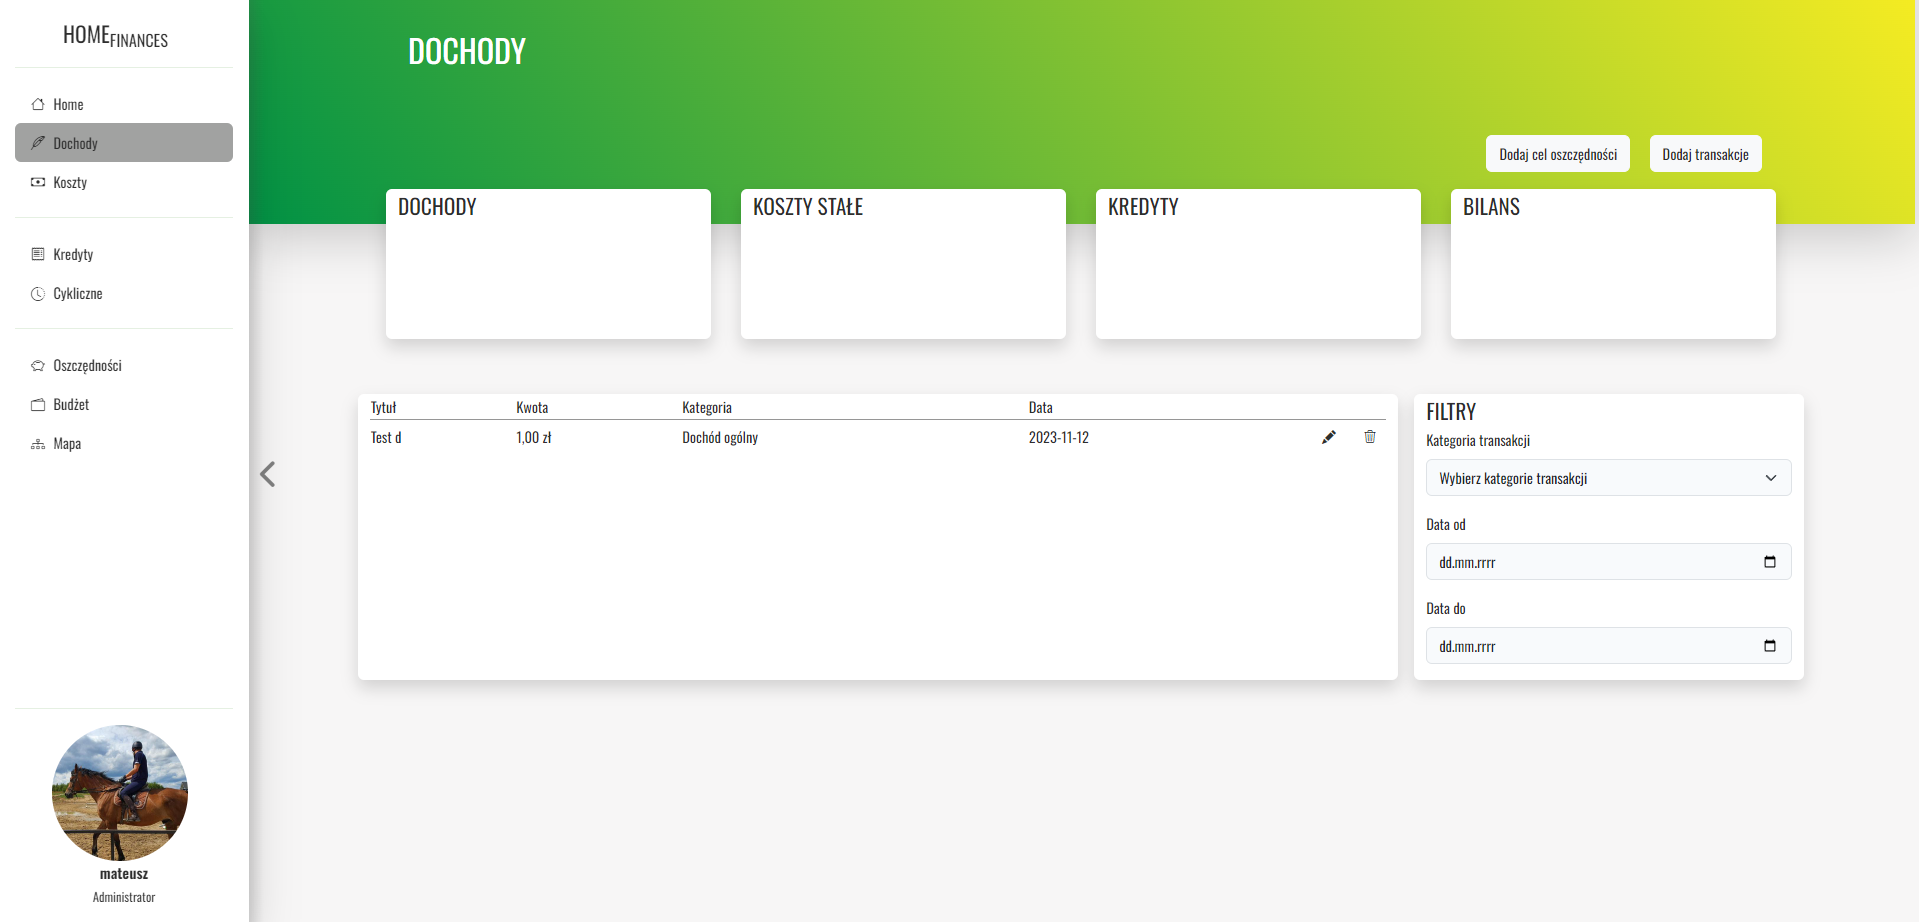 HOMEFINANCES
Home
Dochody
Koszty
Kredyty
Cykliczne
Oszczędności
Budżet
Mapa
mateusz
Administrator
DOCHODY
Dodaj cel oszczędności
Dodaj transakcje
DOCHODY
KOSZTY STAŁE
KREDYTY
BILANS
Tytuł Kwota Kategoria Data
Test d 1,00 zł Dochód ogólny 2023-11-12
FILTRY
Kategoria transakcji
Wybierz kategorie transakcji
Data od
dd.mm.rrrr
Data do
dd.mm.rrrr